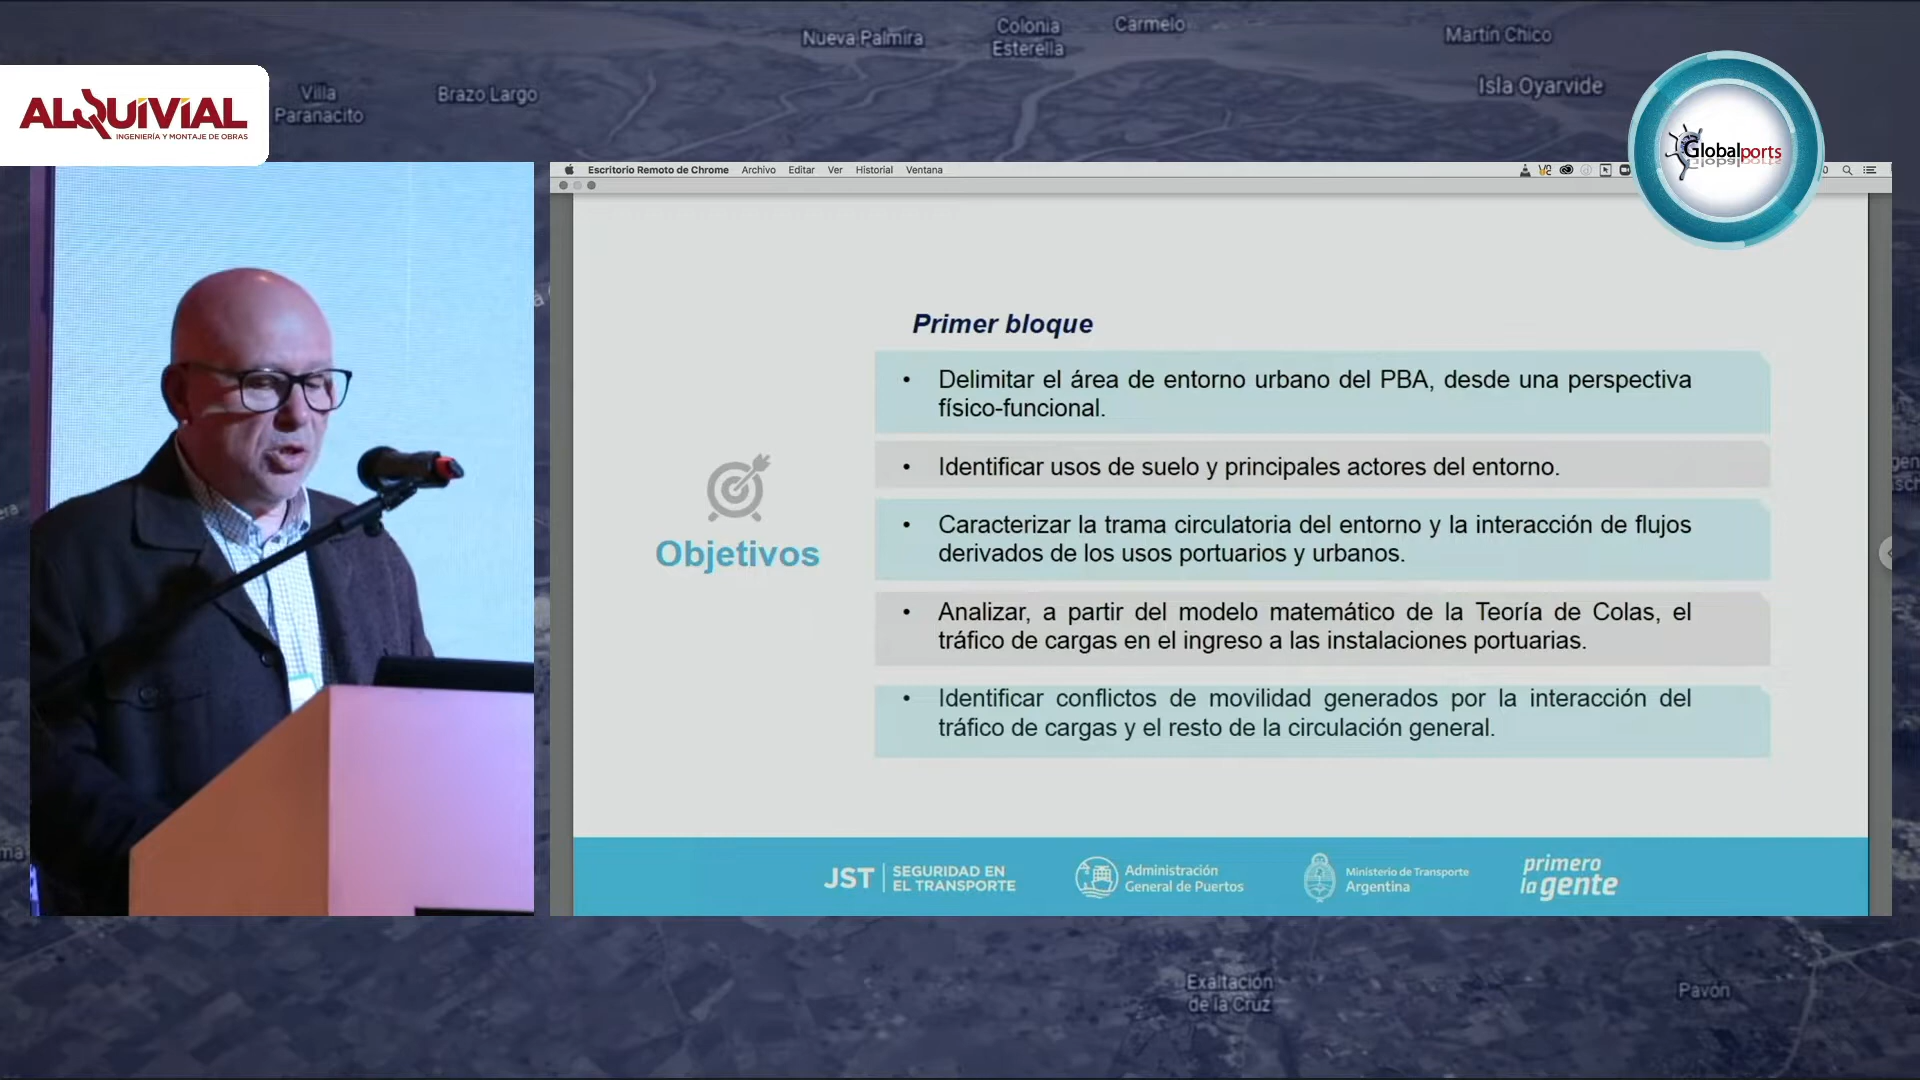 Nueva Palmira
Colonia
Esterella
Carmelo
Martín Chico
Isla Oyarvide
Villa
Paranacito
Brazo Largo
ALQUIVIAL
INGENIERÍA Y MONTAJE DE OBRAS
Globalports
Escritorio Remoto de Chrome Archivo Editar Ver Historial Ventana
Primer bloque
• Delimitar el área de entorno urbano del PBA, desde una perspectiva
físico-funcional.
• Identificar usos de suelo y principales actores del entorno.
• Caracterizar la trama circulatoria del entorno y la interacción de flujos
derivados de los usos portuarios y urbanos.
• Analizar, a partir del modelo matemático de la Teoría de Colas, el
tráfico de cargas en el ingreso a las instalaciones portuarias.
• Identificar conflictos de movilidad generados por la interacción del
tráfico de cargas y el resto de la circulación general.
Objetivos
JST SEGURIDAD EN
EL TRANSPORTE
Administración
General de Puertos
Ministerio de Transporte
Argentina
primero
la gente
Exaltación
de la Cruz
Pavón